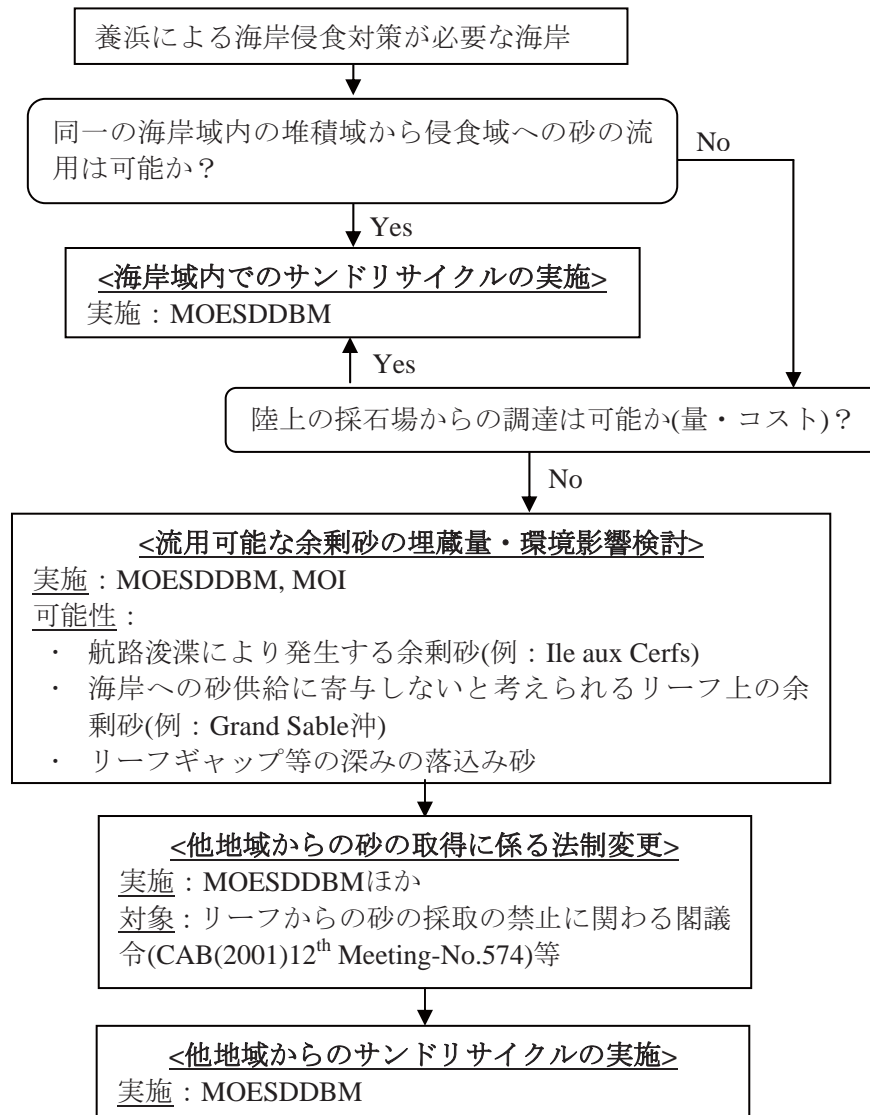 養浜による海岸侵食対策が必要な海岸
同一の海岸域内の堆積域から侵食域への砂の流
用は可能か？
No
Yes
<海岸域内でのサンドリサイクルの実施>
実施：MOESDDBM
Yes
陸上の採石場からの調達は可能か(量・コスト)？
No
<流用可能な余剰砂の埋蔵量・環境影響検討>
実施：MOESDDBM, MOI
可能性：
・ 航路浚渫により発生する余剰砂(例：Ile aux Cerfs)
・ 海岸への砂供給に寄与しないと考えられるリーフ上の余
剰砂(例：Grand Sable沖)
・ リーフギャップ等の深みの落込み砂
<他地域からの砂の取得に係る法制変更>
実施：MOESDDBMほか
対象：リーフからの砂の採取の禁止に関わる閣議
令(CAB(2001)12th Meeting-No.574)等
<他地域からのサンドリサイクルの実施>
実施：MOESDDBM